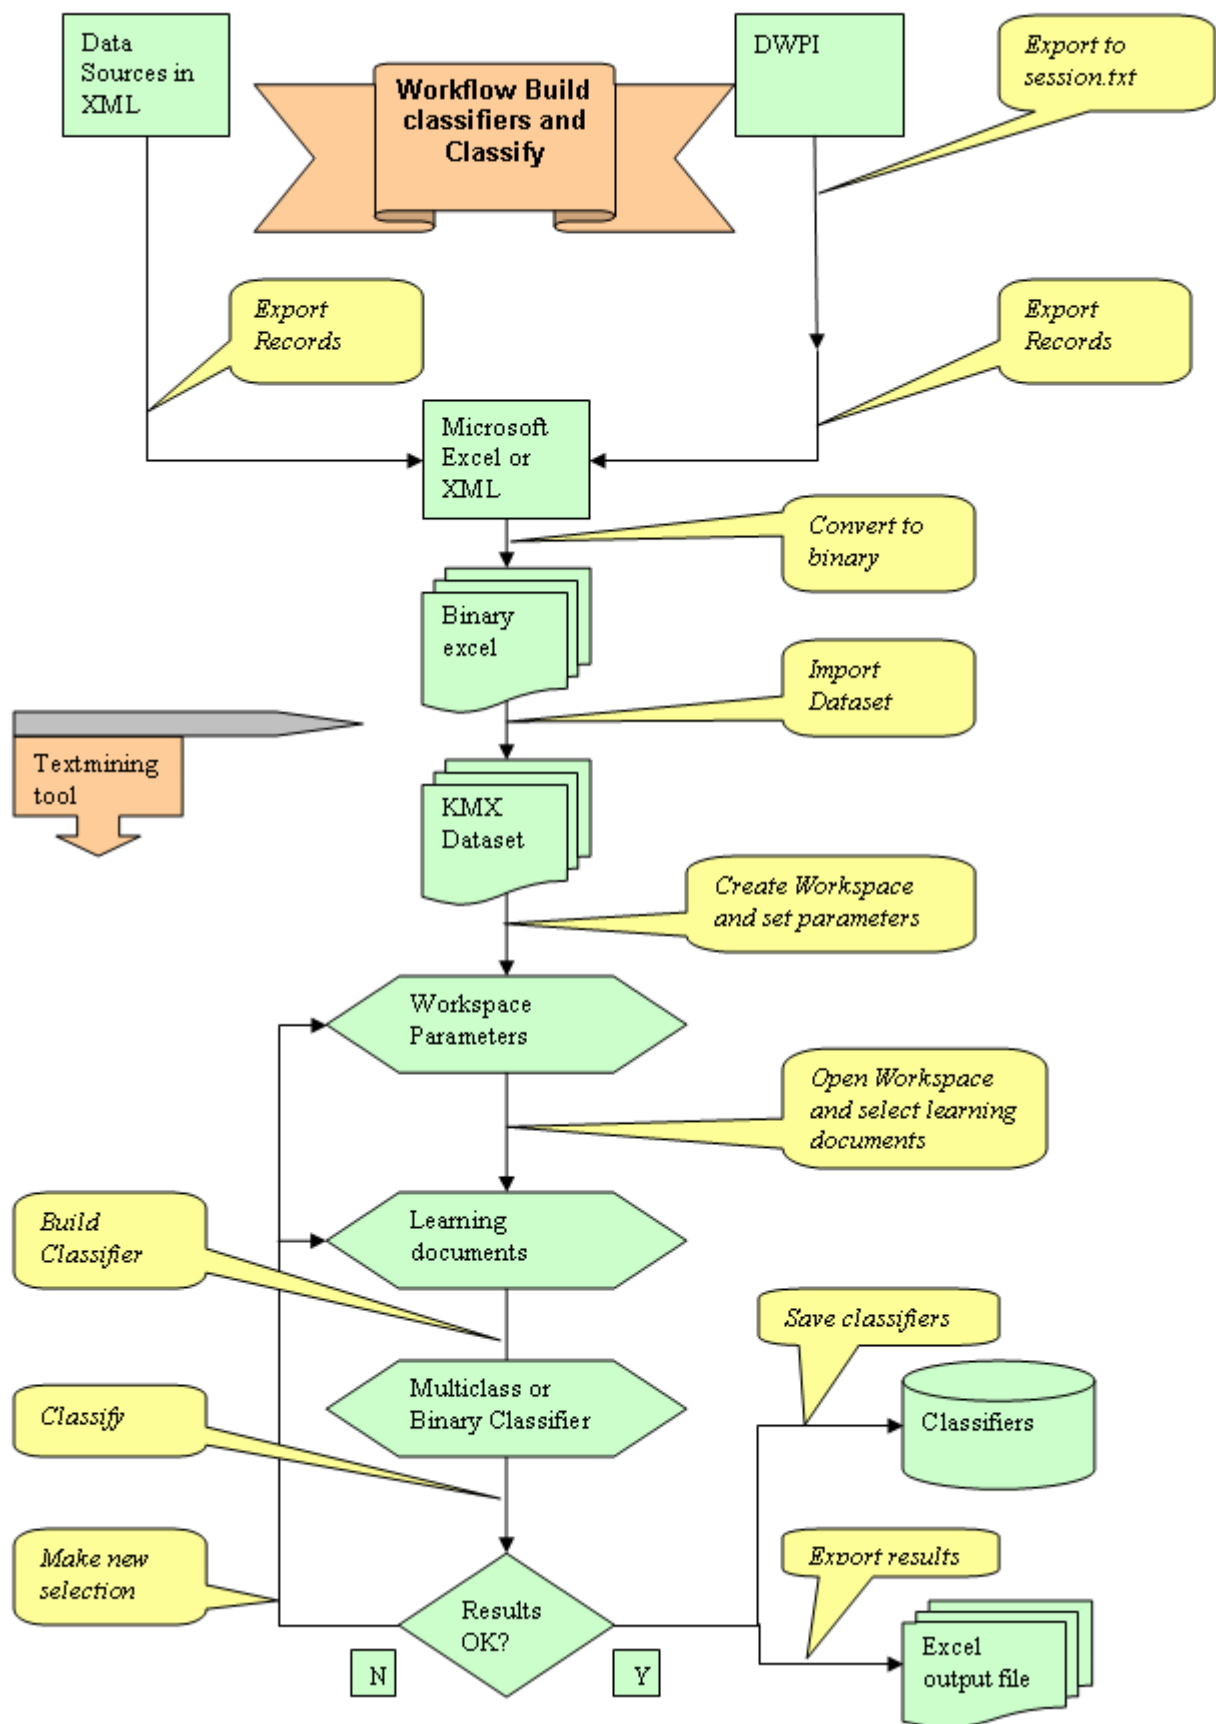 Data
Sources in
XML
Workflow Build
classifiers and
Classify
DWPI
Export to
session.txt
Export
Records
Export
Records
Microsoft
Excel or
XML
Convert to
binary
Binary
excel
Import
Dataset
Textmining
tool
KMX
Dataset
Create Workspace
and set parameters
Workspace
Parameters
Open Workspace
and select learning
documents
Build
Classifier
Learning
documents
Save classifiers
Classify
Multiclass or
Binary Classifier
Classifiers
Make new
selection
Export results
Results
OK?
N
Y
Excel
output file